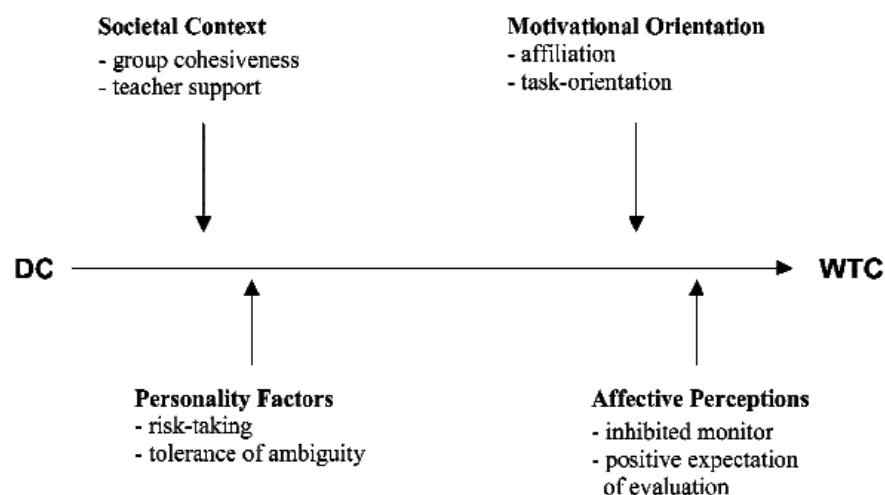 Societal Context
- group cohesiveness
- teacher support
Motivational Orientation
- affiliation
- task-orientation
DC
WTC
Personality Factors
- risk-taking
- tolerance of ambiguity
Affective Perceptions
- inhibited monitor
- positive expectation
of evaluation